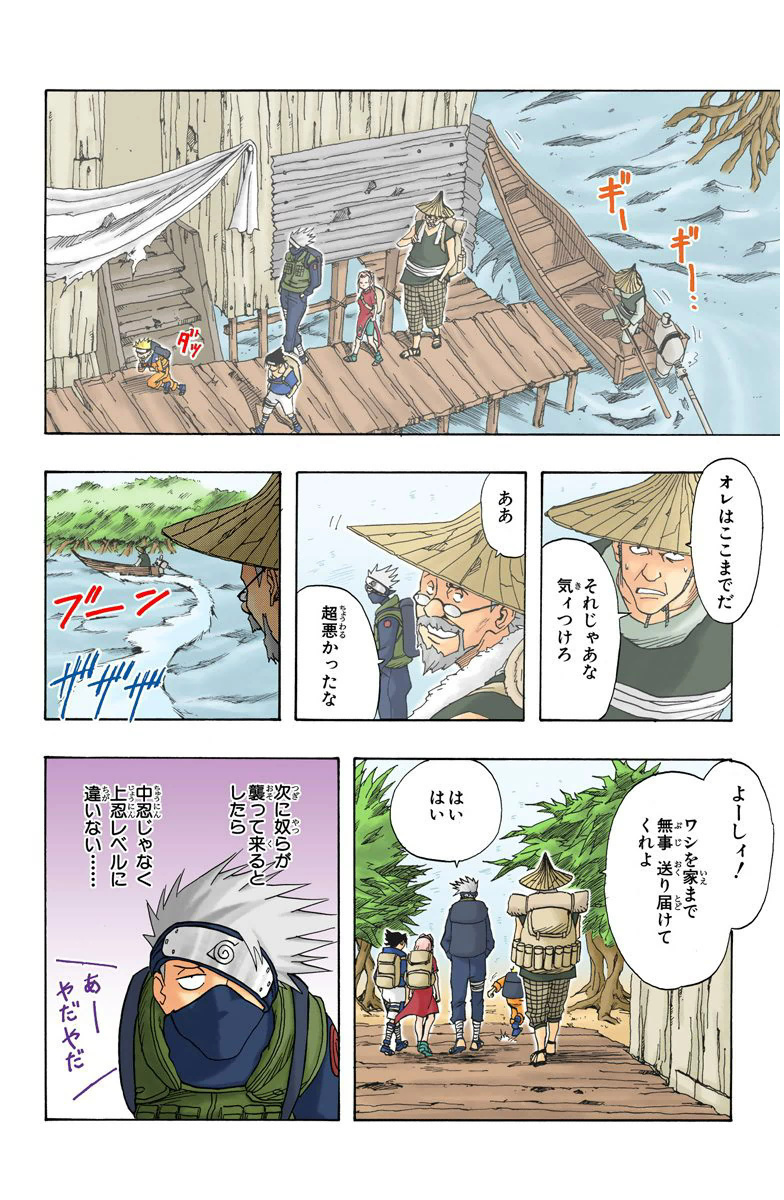 ギー
ギー…
ダッ
オレはここまでだ
それじゃあな
気ィつけろ
ああ
超悪かったな
ブーン
ザザザ
よーしィ!
ワシを家まで
無事 送り届けて
くれよ
はい
はい
次に奴らが
襲って来ると
したら
中忍じゃなく
上忍レベルに
違いない……
あー
やだやだ